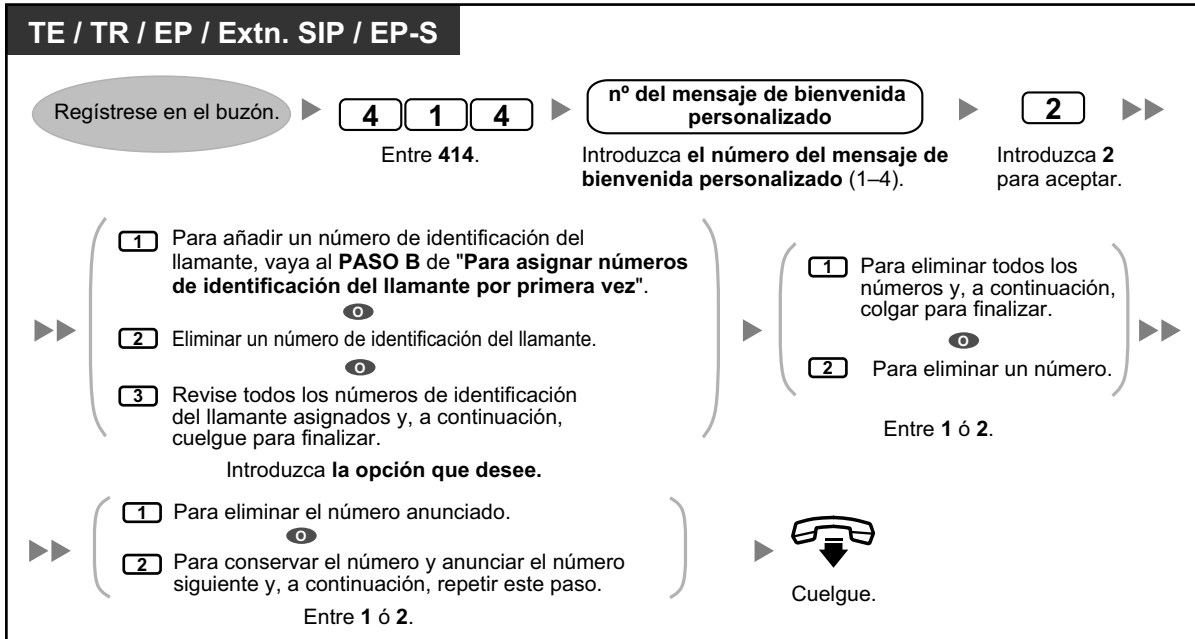 TE / TR / EP / Extn. SIP / EP-S
Regístrese en el buzón.
4 1 4
Entre 414.
nº del mensaje de bienvenida
personalizado
Introduzca el número del mensaje de
bienvenida personalizado (1–4).
2
Introduzca 2
para aceptar.
1 Para añadir un número de identificación del
llamante, vaya al PASO B de "Para asignar números
de identificación del llamante por primera vez".
O
2 Eliminar un número de identificación del llamante.
O
3 Revise todos los números de identificación
del llamante asignados y, a continuación,
cuelgue para finalizar.
Introduzca la opción que desee.
1 Para eliminar todos los
números y, a continuación,
colgar para finalizar.
O
2 Para eliminar un número.
Entre 1 ó 2.
1 Para eliminar el número anunciado.
O
2 Para conservar el número y anunciar el número
siguiente y, a continuación, repetir este paso.
Entre 1 ó 2.
Cuelgue.